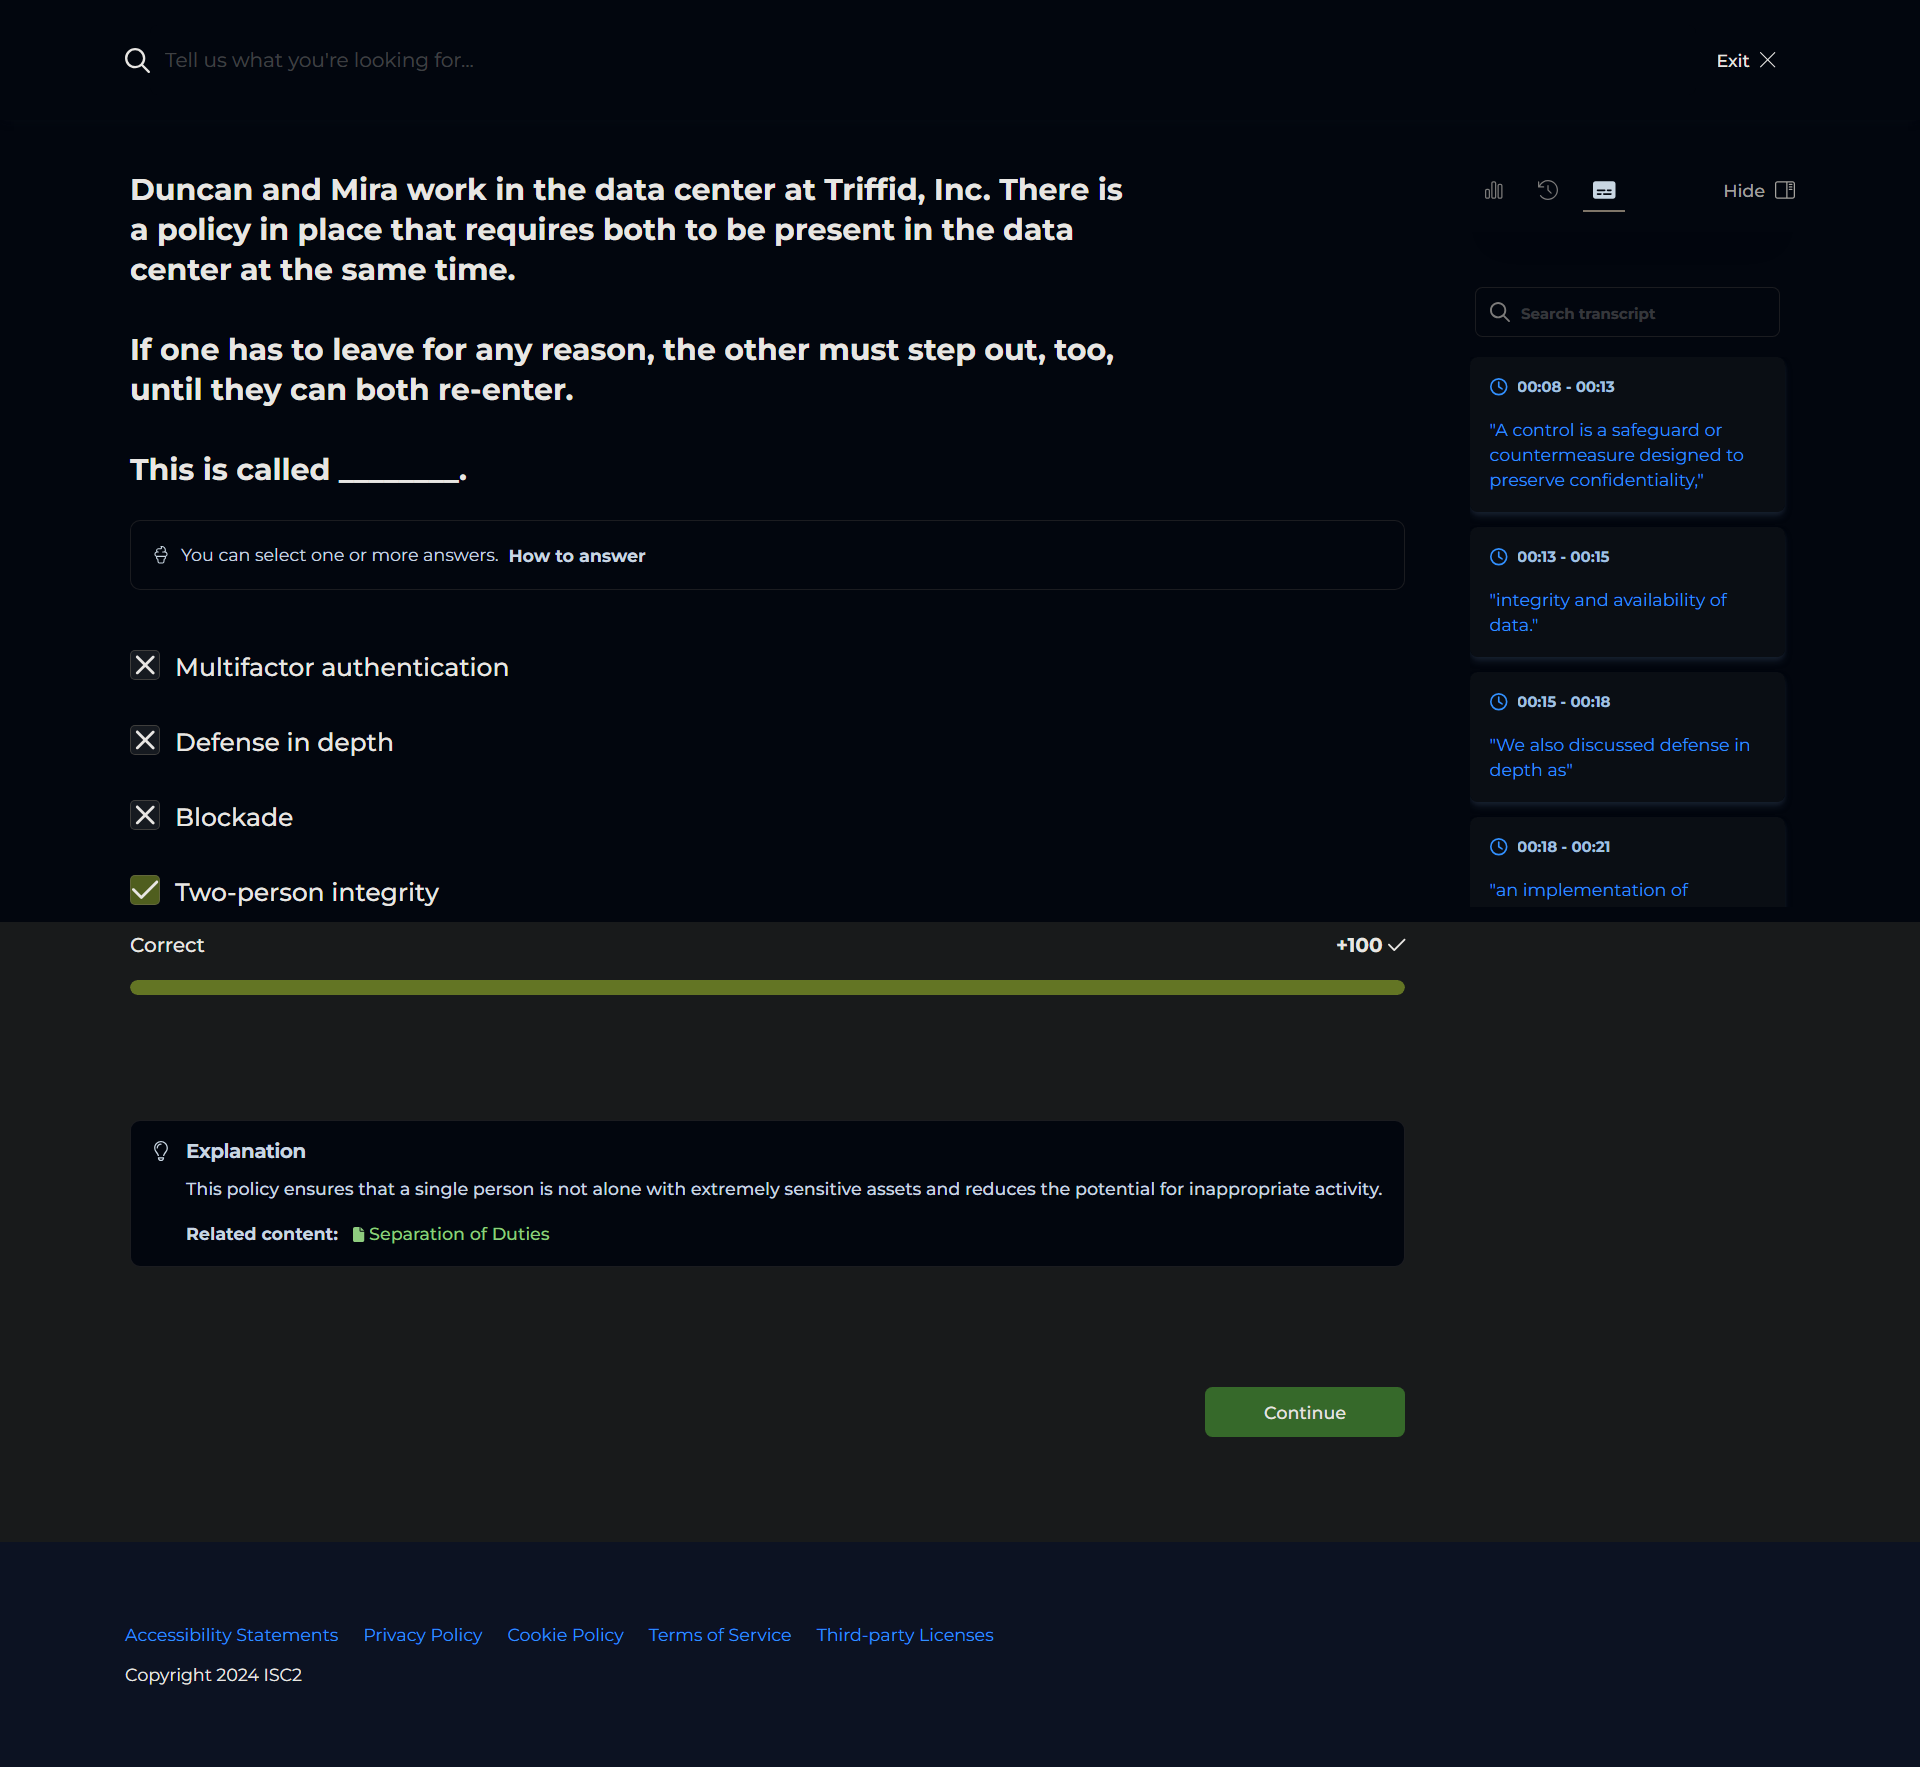 Tell us what you're looking for...
Exit
Duncan and Mira work in the data center at Triffid, Inc. There is
a policy in place that requires both to be present in the data
center at the same time.
If one has to leave for any reason, the other must step out, too,
until they can both re-enter.
This is called ________.
You can select one or more answers. How to answer
Multifactor authentication
Defense in depth
Blockade
Two-person integrity
Hide
Search transcript
00:08 - 00:13
"A control is a safeguard or
countermeasure designed to
preserve confidentiality,"
00:13 - 00:15
"integrity and availability of
data."
00:15 - 00:18
"We also discussed defense in
depth as"
00:18 - 00:21
"an implementation of
Correct
+100
Explanation
This policy ensures that a single person is not alone with extremely sensitive assets and reduces the potential for inappropriate activity.
Related content: Separation of Duties
Continue
Accessibility Statements Privacy Policy Cookie Policy Terms of Service Third-party Licenses
Copyright 2024 ISC2